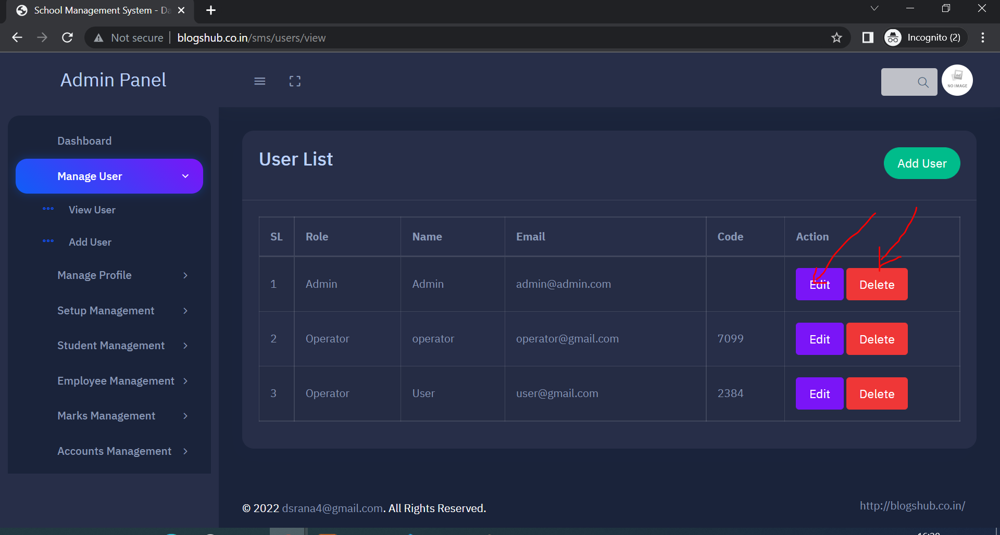 School Management System - Da
Not secure blogshub.co.in/sms/users/view
Incognito (2)
Admin Panel
NO IMAGE
Dashboard
Manage User
View User
Add User
Manage Profile
Setup Management
Student Management
Employee Management
Marks Management
Accounts Management
User List
Add User
SL Role Name Email Code Action
1 Admin Admin admin@admin.com Edit Delete
2 Operator operator operator@gmail.com 7099 Edit Delete
3 Operator User user@gmail.com 2384 Edit Delete
© 2022 dsrana4@gmail.com. All Rights Reserved.
http://blogshub.co.in/